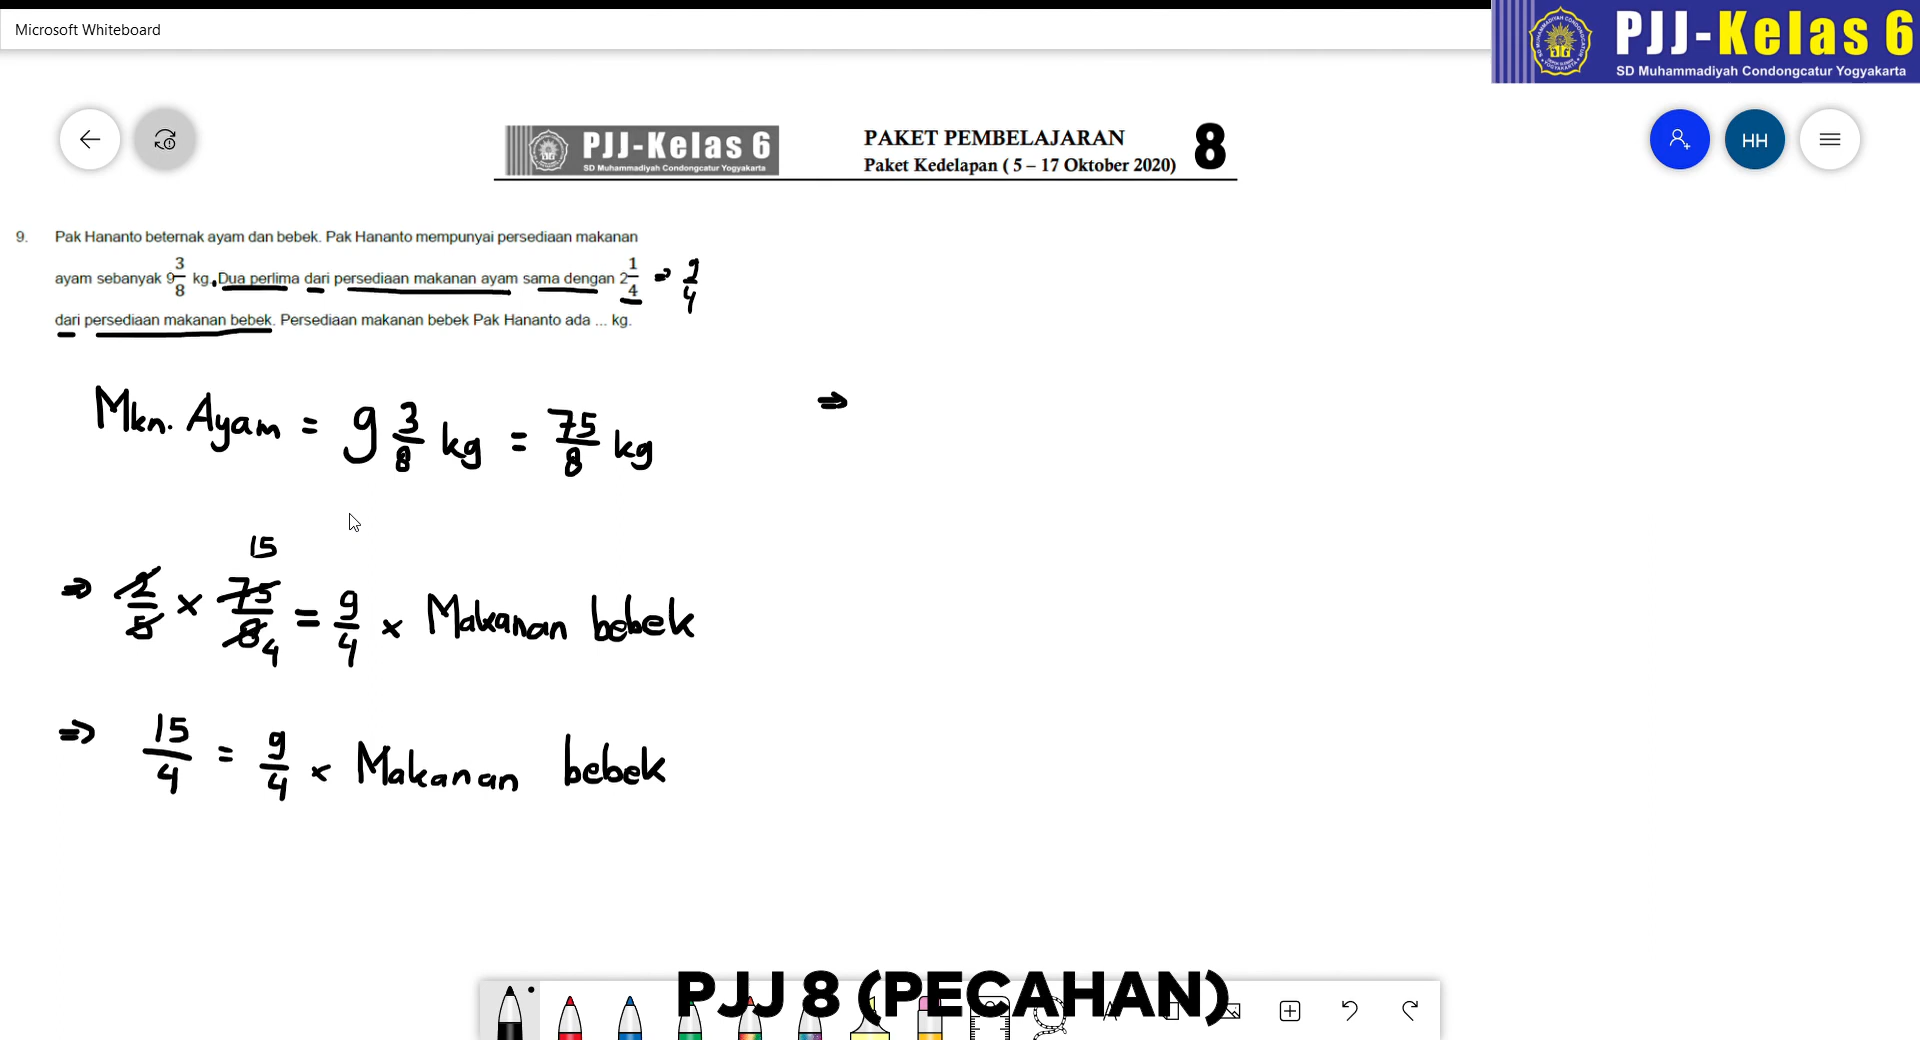 Microsoft Whiteboard
PJJ-Kelas 6
SD Muhammadiyah Condongcatur Yogyakarta
PJJ-Kelas 6
SD Muhammadiyah Condongcatur Yogyakarta
PAKET PEMBELAJARAN
Paket Kedelapan ( 5 – 17 Oktober 2020)
8
HH
9. Pak Hananto beternak ayam dan bebek. Pak Hananto mempunyai persediaan makanan
ayam sebanyak 9 3/8 kg. Dua perlima dari persediaan makanan ayam sama dengan 2 1/4 ⇒ 9/4
dari persediaan makanan bebek. Persediaan makanan bebek Pak Hananto ada ... kg.
Mkn. Ayam = 9 3/8 kg = 75/8 kg
⇒
15
⇒ 2/5 × 75/8 = 9/4 × Makanan bebek
4
⇒ 15/4 = 9/4 × Makanan bebek
PJJ 8 (PECAHAN)